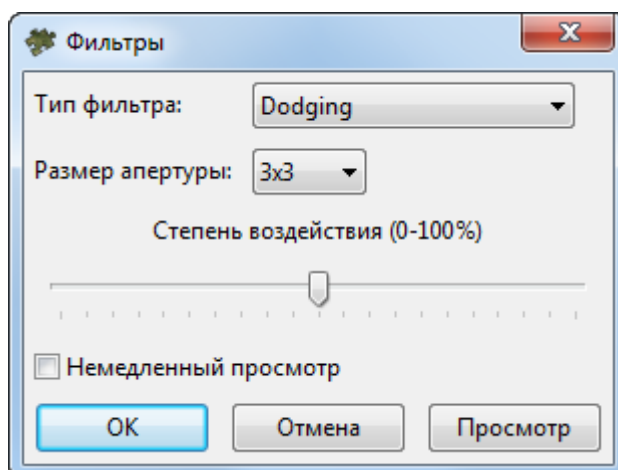 Фильтры
Тип фильтра: Dodging
Размер апертуры: 3x3
Степень воздействия (0-100%)
Немедленный просмотр
OK Отмена Просмотр